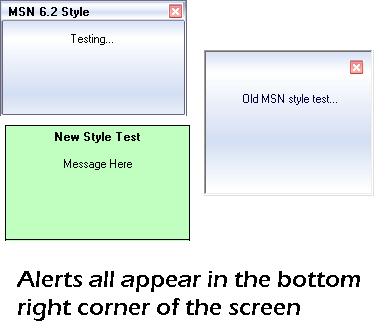 MSN 6.2 Style
Testing...
Old MSN style test...
New Style Test
Message Here
Alerts all appear in the bottom
right corner of the screen